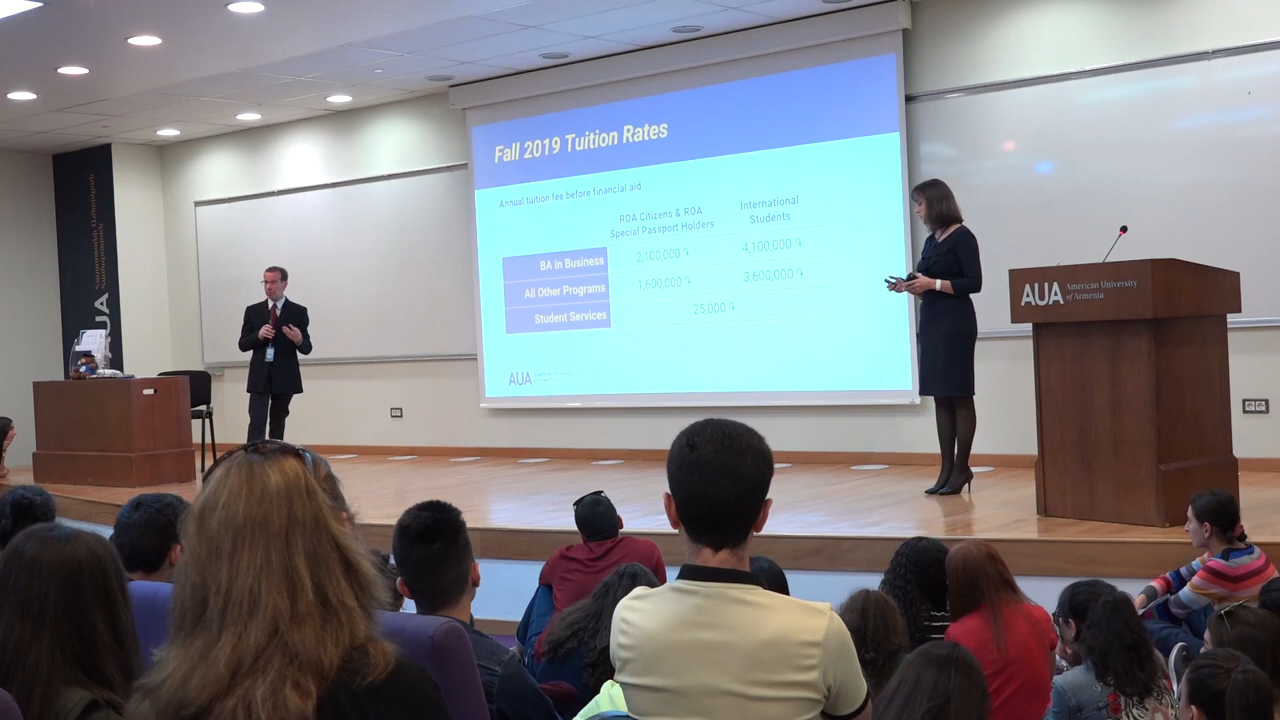 Fall 2019 Tuition Rates
Annual tuition fee before financial aid
ROA Citizens & ROA
Special Passport Holders
International
Students
BA in Business 2,100,000 ֏ 4,100,000 ֏
All Other Programs 1,600,000 ֏ 3,600,000 ֏
Student Services 25,000 ֏
AUA
AUA American University
of Armenia
AUA